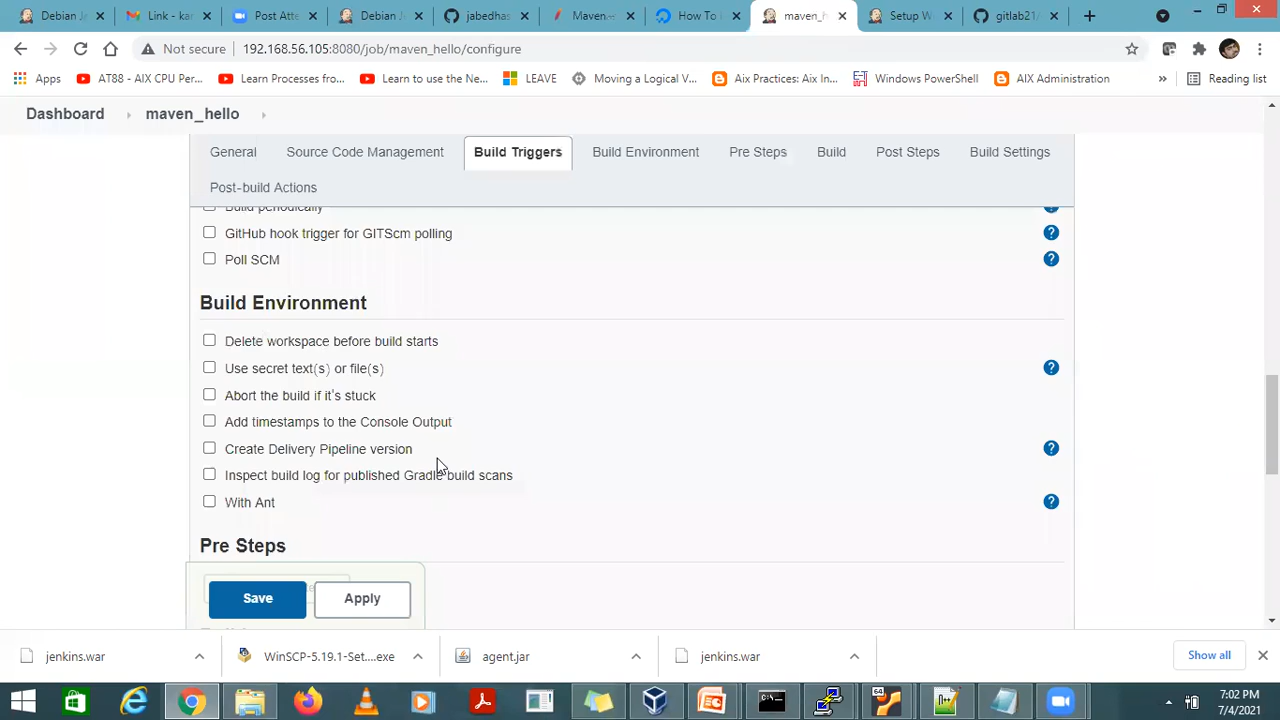 Debian Ja
Link - kar
Post Atte
Debian J
jabedhas
Maven
How To I
maven_h
Setup Wi
gitlab21/
Not secure
192.168.56.105:8080/job/maven_hello/configure
Apps
AT88 - AIX CPU Per...
Learn Processes fro...
Learn to use the Ne...
LEAVE
Moving a Logical V...
Aix Practices: Aix In...
Windows PowerShell
AIX Administration
»
Reading list
Dashboard
maven_hello
General
Source Code Management
Build Triggers
Build Environment
Pre Steps
Build
Post Steps
Build Settings
Post-build Actions
Build periodically
GitHub hook trigger for GITScm polling
Poll SCM
Build Environment
Delete workspace before build starts
Use secret text(s) or file(s)
Abort the build if it's stuck
Add timestamps to the Console Output
Create Delivery Pipeline version
Inspect build log for published Gradle build scans
With Ant
Pre Steps
Save
Apply
jenkins.war
WinSCP-5.19.1-Set....exe
agent.jar
jenkins.war
Show all
64
7:02 PM
7/4/2021